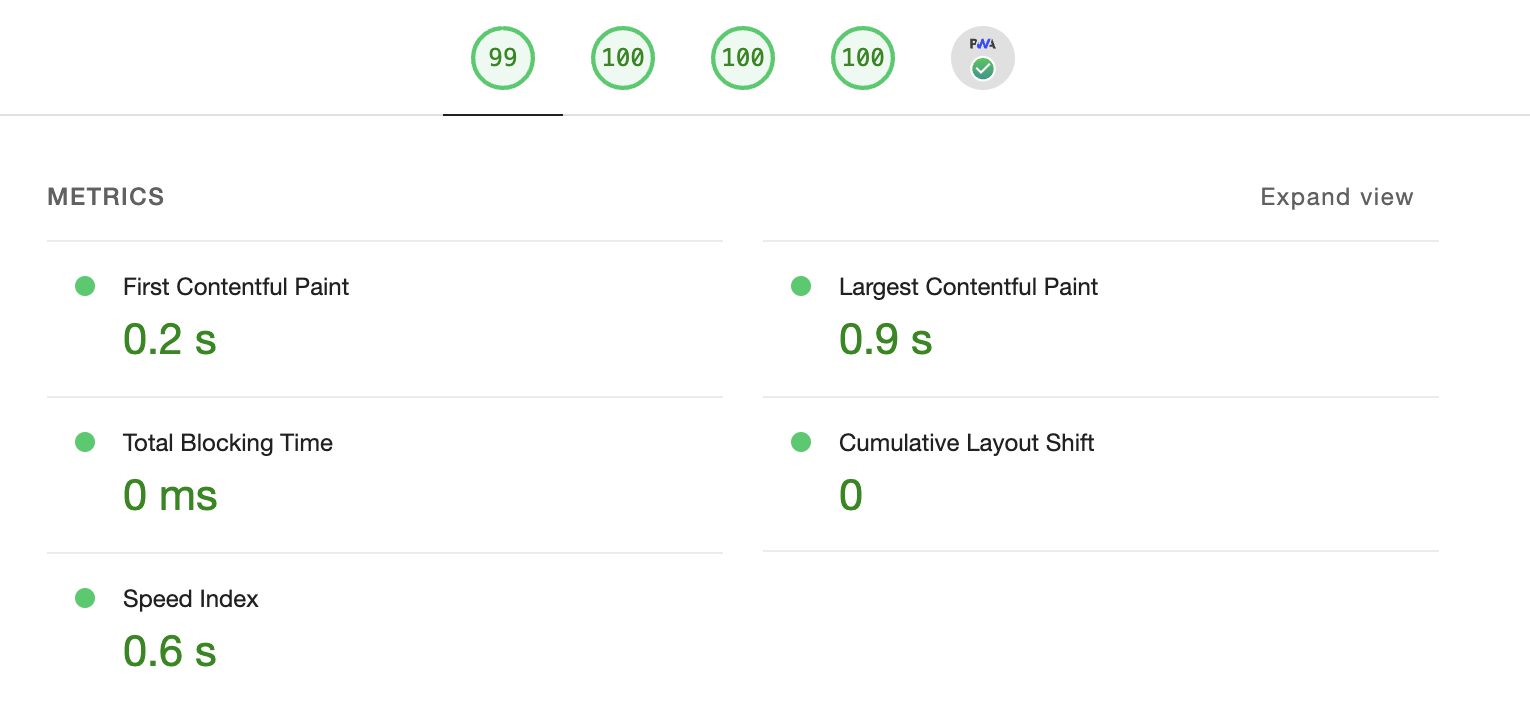 99 100 100 100 PWA
METRICS Expand view
First Contentful Paint Largest Contentful Paint
0.2 s 0.9 s
Total Blocking Time Cumulative Layout Shift
0 ms 0
Speed Index
0.6 s